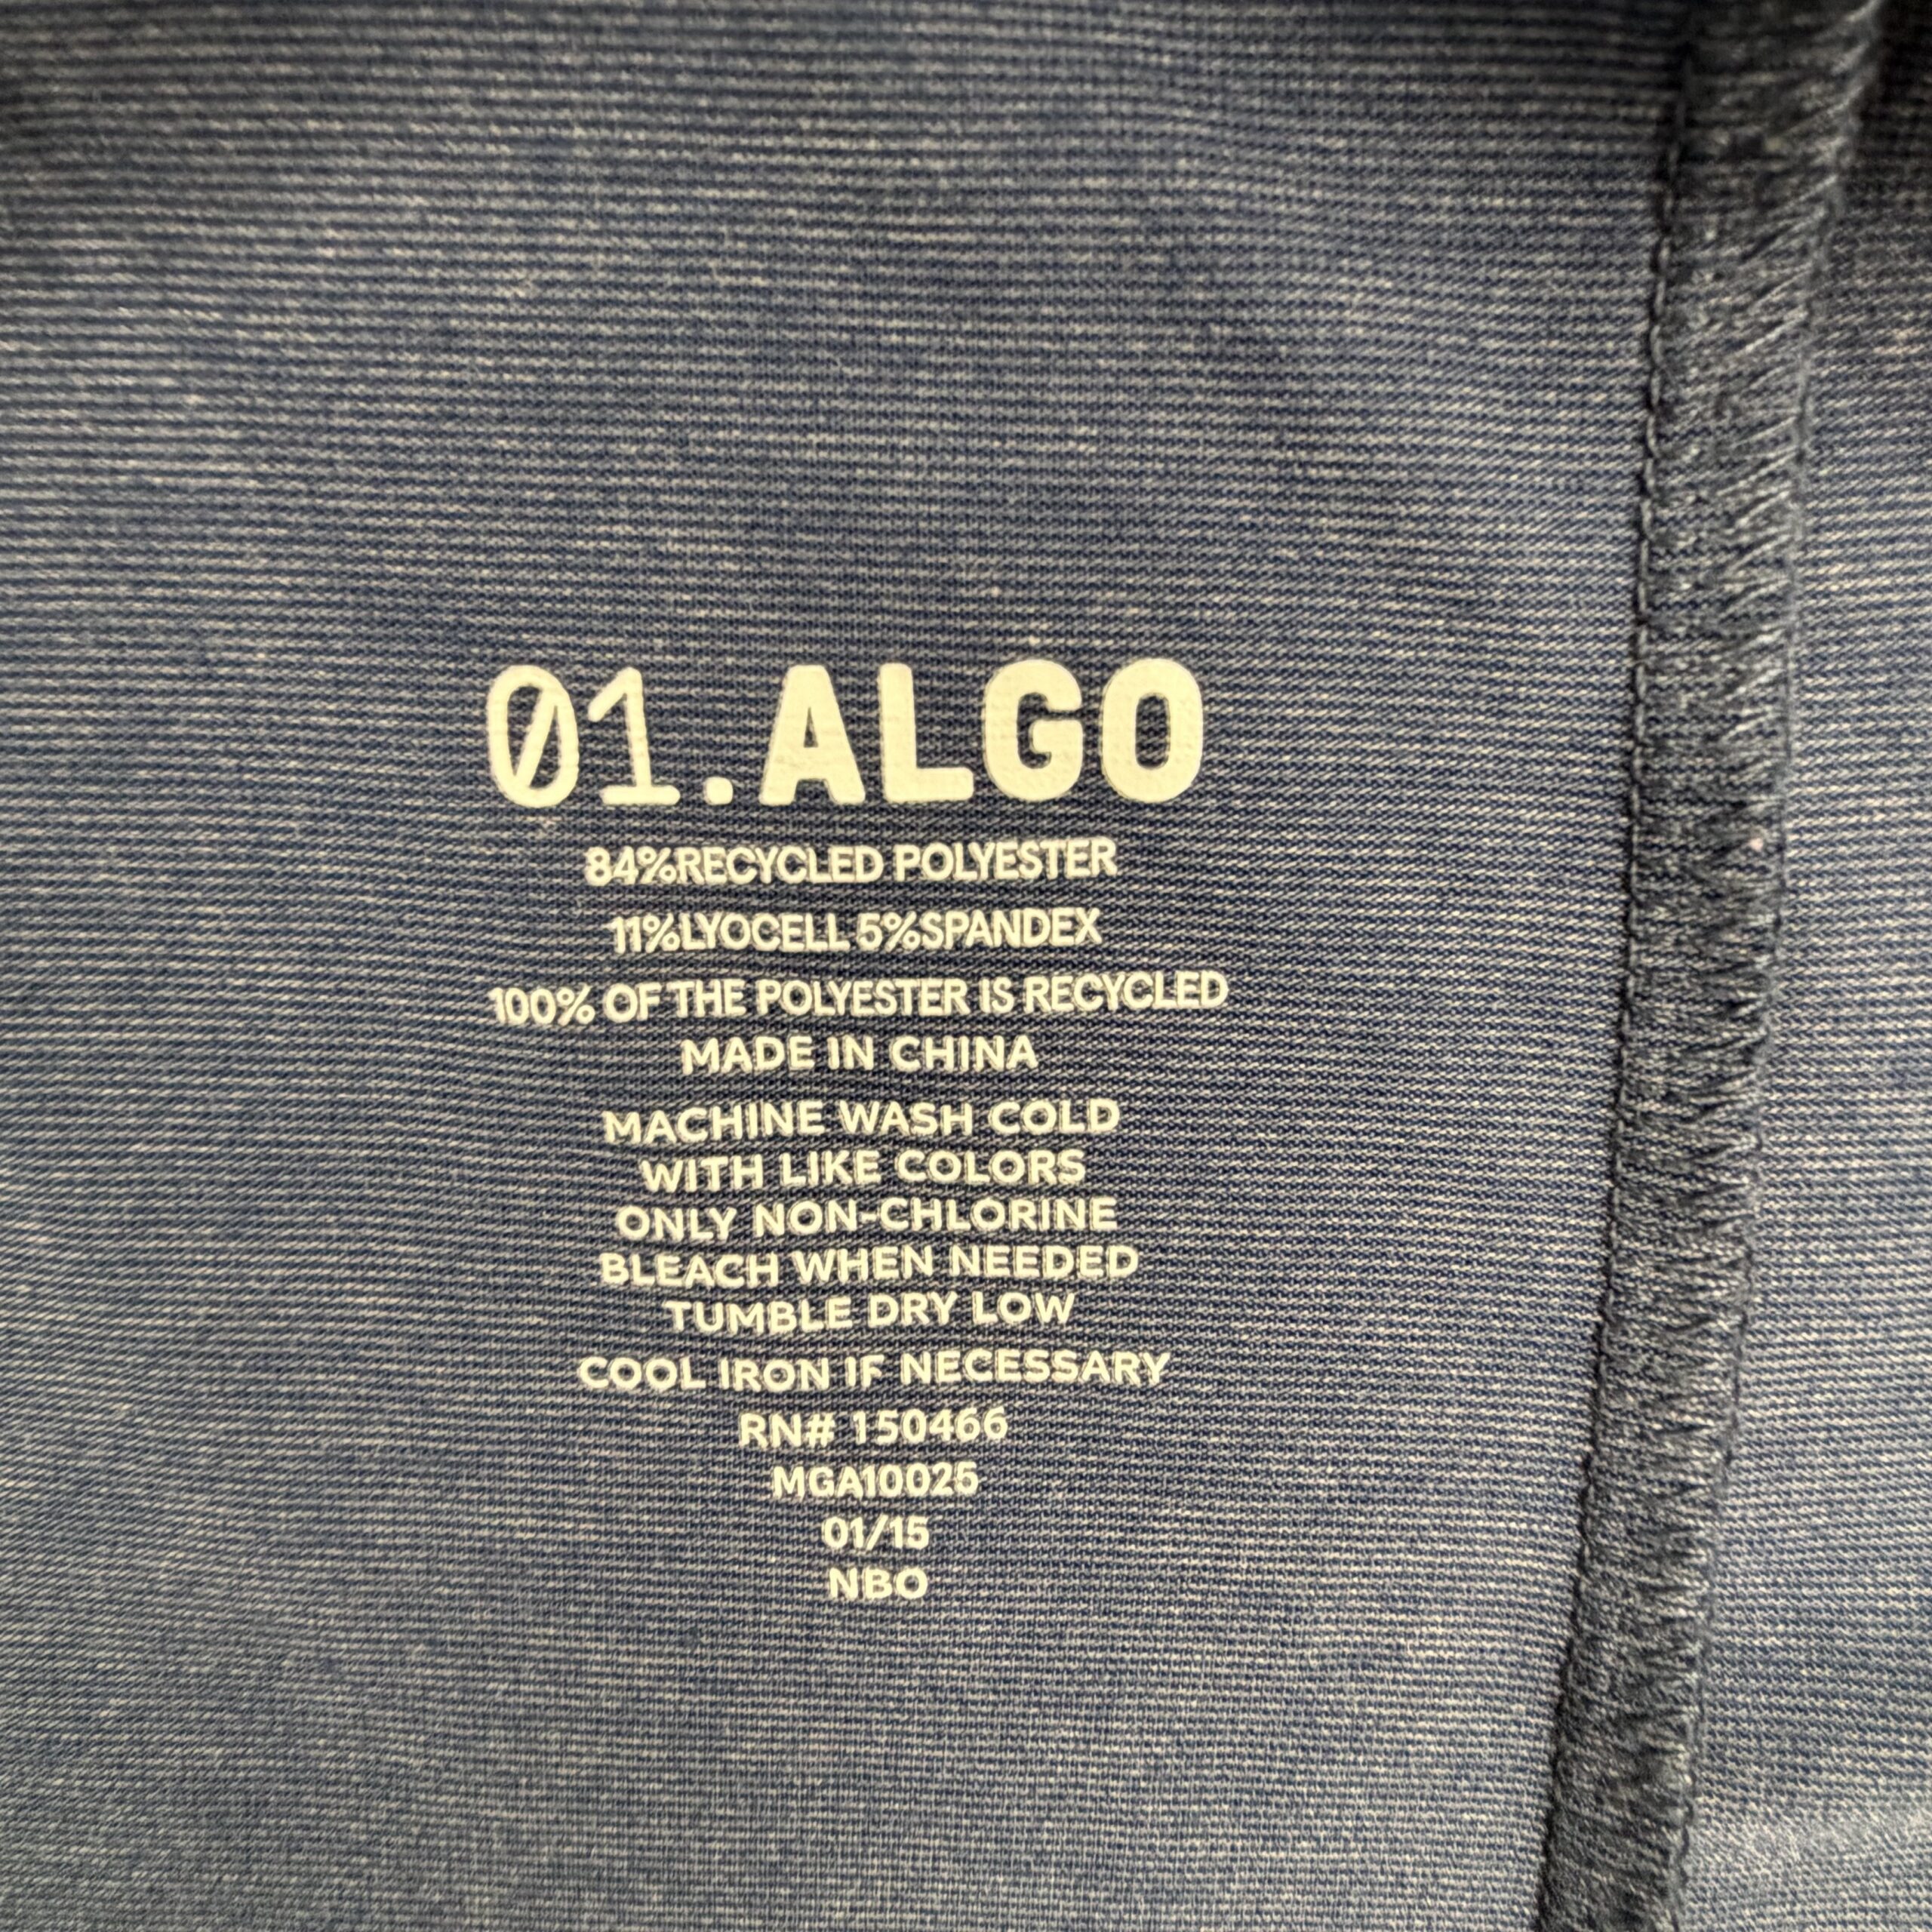 01.ALGO
84%RECYCLED POLYESTER
11%LYOCELL 5%SPANDEX
100% OF THE POLYESTER IS RECYCLED
MADE IN CHINA
MACHINE WASH COLD
WITH LIKE COLORS
ONLY NON-CHLORINE
BLEACH WHEN NEEDED
TUMBLE DRY LOW
COOL IRON IF NECESSARY
RN# 150466
MGA10025
01/15
NBO